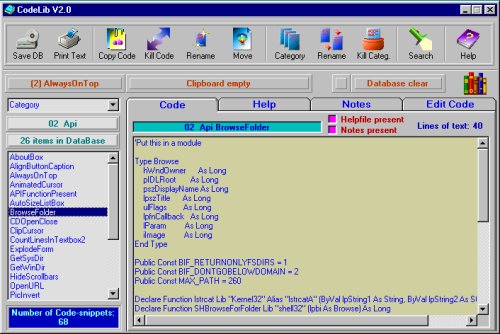 CodeLib V2.0
Save DB Print Text Copy Code Kill Code Rename Move Category Rename Kill Categ. Search Help
(2) AlwaysOnTop Clipboard empty Database clear
Category
02 Api
26 items in DataBase
AboutBox
AlignButtonCaption
AlwaysOnTop
AnimatedCursor
APIFunctionPresent
AutoSizeListBox
BrowseFolder
CDOpenClose
ClipCursor
CountLinesInTextbox2
ExplodeForm
GetSysDir
GetWinDir
HideScrollbars
OpenURL
PicInvert
Number of Code-snippets:
68
Code Help Notes Edit Code
02 Api BrowseFolder
Helpfile present
Notes present
Lines of text: 40
'Put this in a module
Type Browse
hWndOwner As Long
pIDLRoot As Long
pszDisplayName As Long
lpszTitle As Long
ulFlags As Long
lpfnCallback As Long
lParam As Long
iImage As Long
End Type
Public Const BIF_RETURNONLYFSDIRS = 1
Public Const BIF_DONTGOBELOWDOMAIN = 2
Public Const MAX_PATH = 260
Declare Function lstrcat Lib "Kernel32" Alias "lstrcatA" (ByVal lpString1 As String, ByVal lpString2 As S
Declare Function SHBrowseForFolder Lib "shell32" (lpbi As Browse) As Long